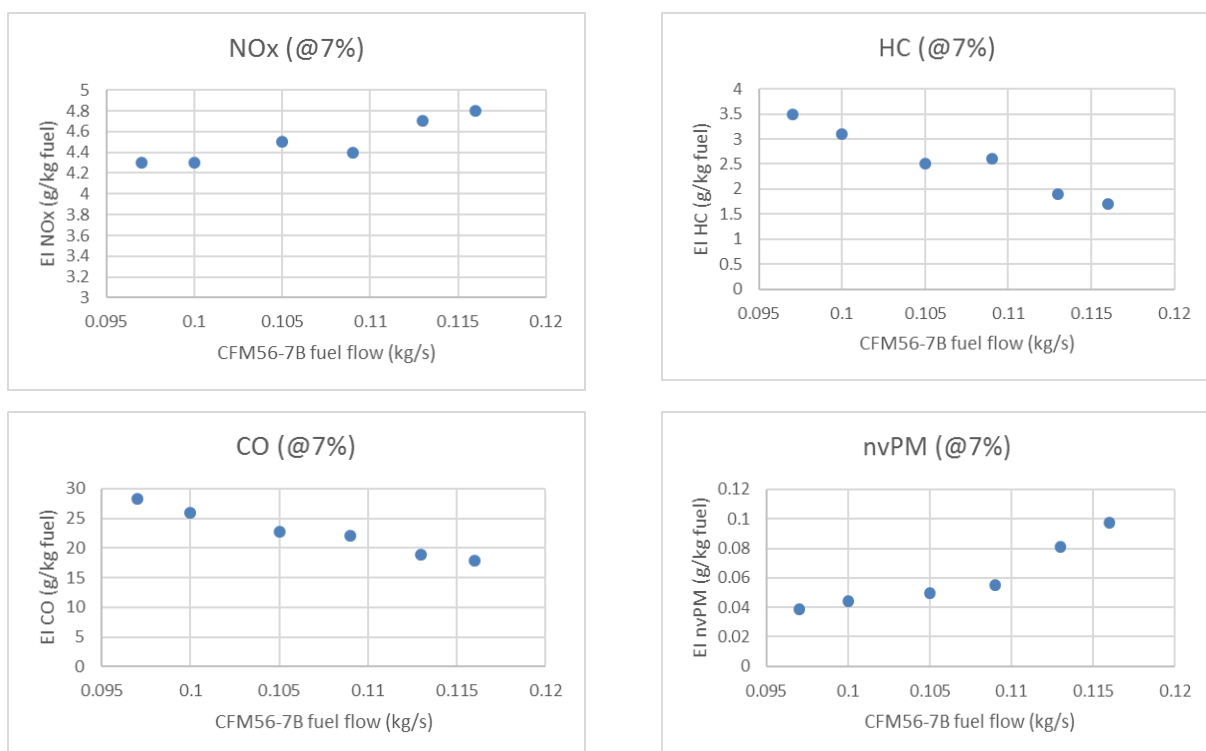 NOx (@7%)
EI NOx (g/kg fuel)
5
4.8
4.6
4.4
4.2
4
3.8
3.6
3.4
3.2
3
0.095 0.1 0.105 0.11 0.115 0.12
CFM56-7B fuel flow (kg/s)
HC (@7%)
EI HC (g/kg fuel)
4
3.5
3
2.5
2
1.5
1
0.5
0
0.095 0.1 0.105 0.11 0.115 0.12
CFM56-7B fuel flow (kg/s)
CO (@7%)
EI CO (g/kg fuel)
30
25
20
15
10
5
0
0.095 0.1 0.105 0.11 0.115 0.12
CFM56-7B fuel flow (kg/s)
nvPM (@7%)
EI nvPM (g/kg fuel)
0.12
0.1
0.08
0.06
0.04
0.02
0
0.095 0.1 0.105 0.11 0.115 0.12
CFM56-7B fuel flow (kg/s)